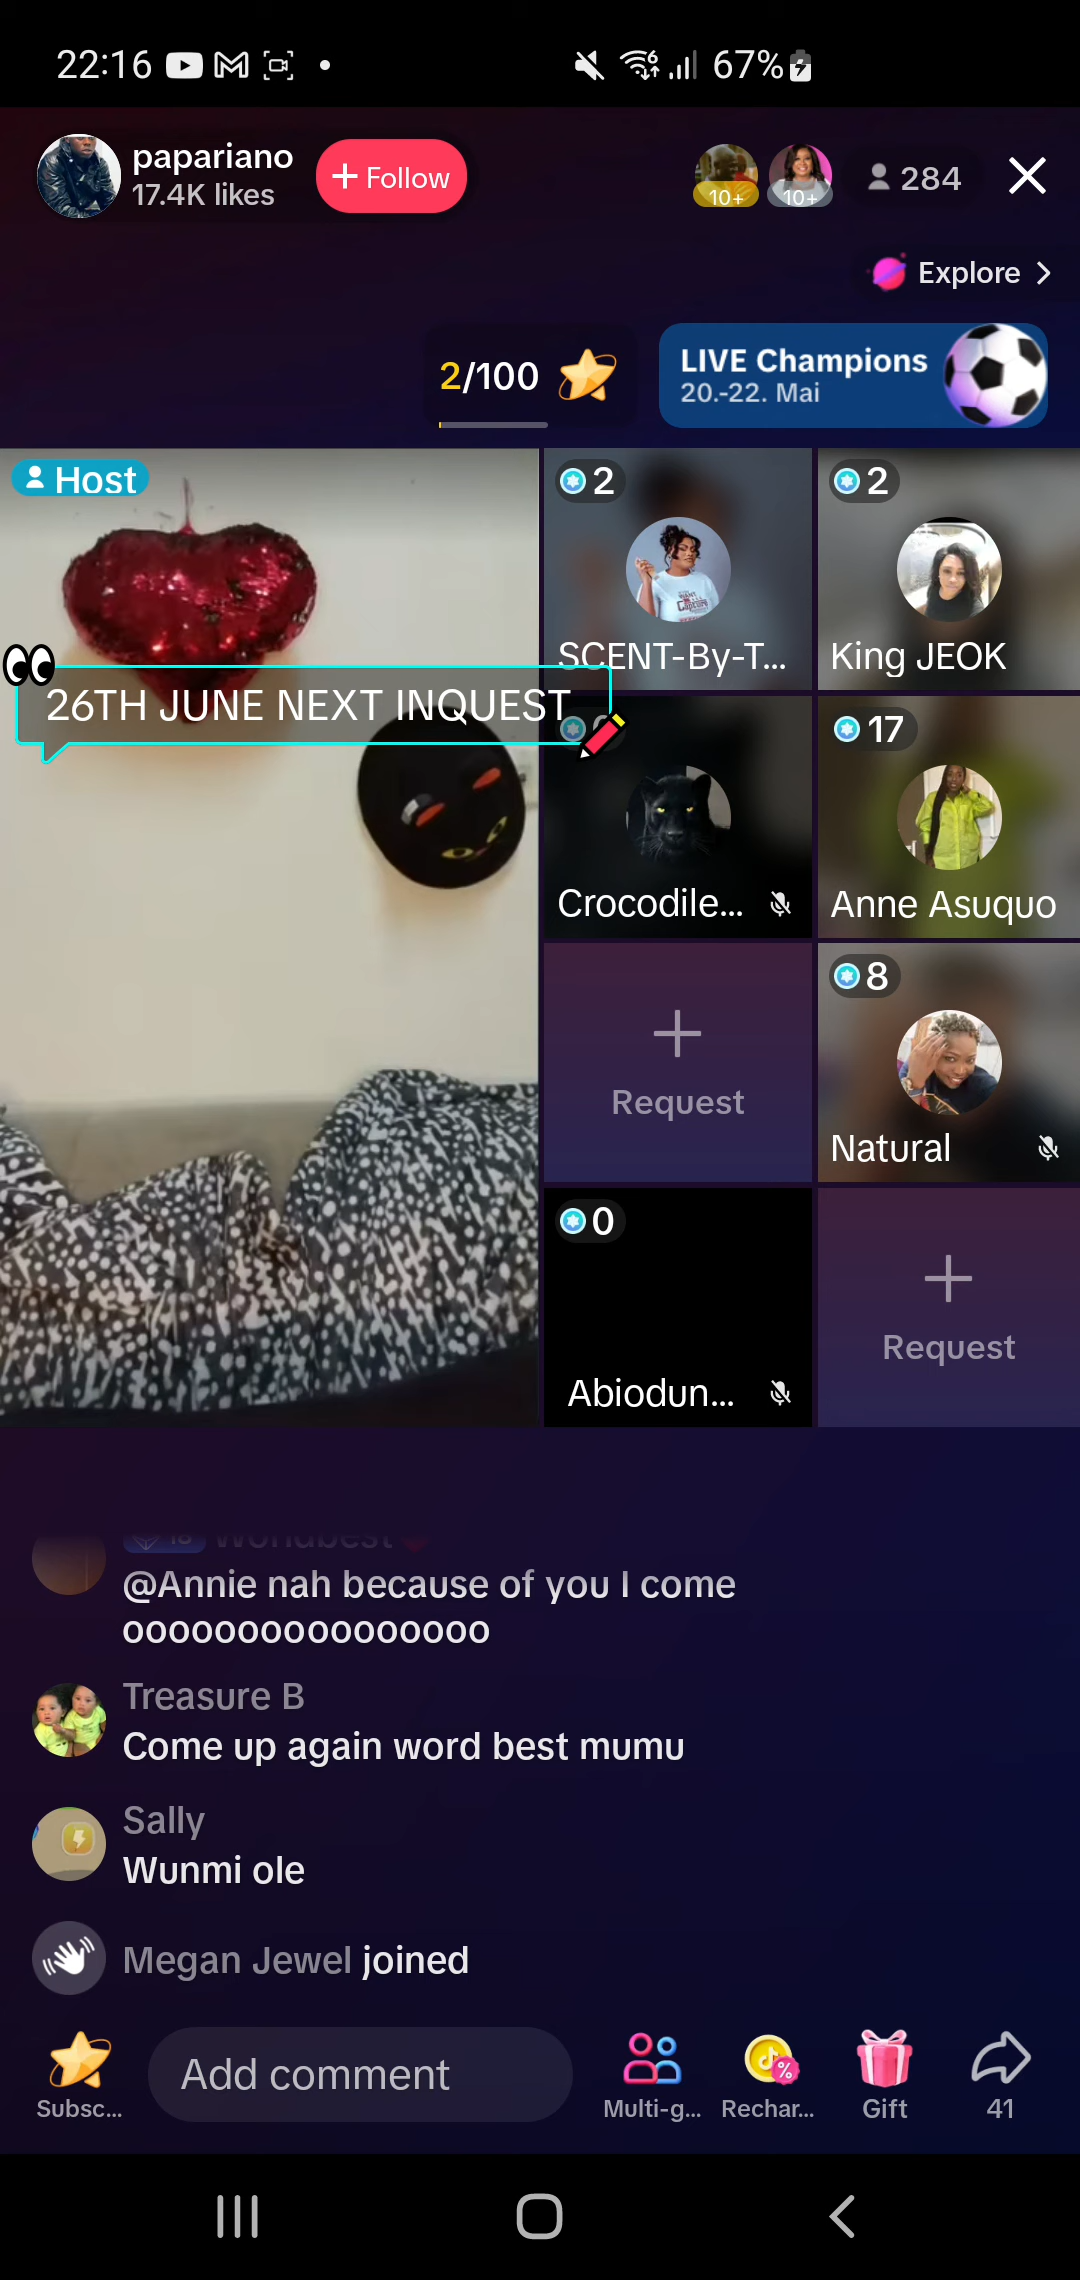 22:16
67%
papariano
17.4K likes
+ Follow
10+
10+
284
Explore
2/100
LIVE Champions
20.-22. Mai
Host
2
SCENT-By-T...
2
King JEOK
26TH JUNE NEXT INQUEST
Crocodile...
17
Anne Asuquo
Request
8
Natural
0
Abiodun...
Request
@Annie nah because of you I come
oooooooooooooooo
Treasure B
Come up again word best mumu
Sally
Wunmi ole
Megan Jewel joined
Subsc...
Add comment
Multi-g...
Rechar...
Gift
41